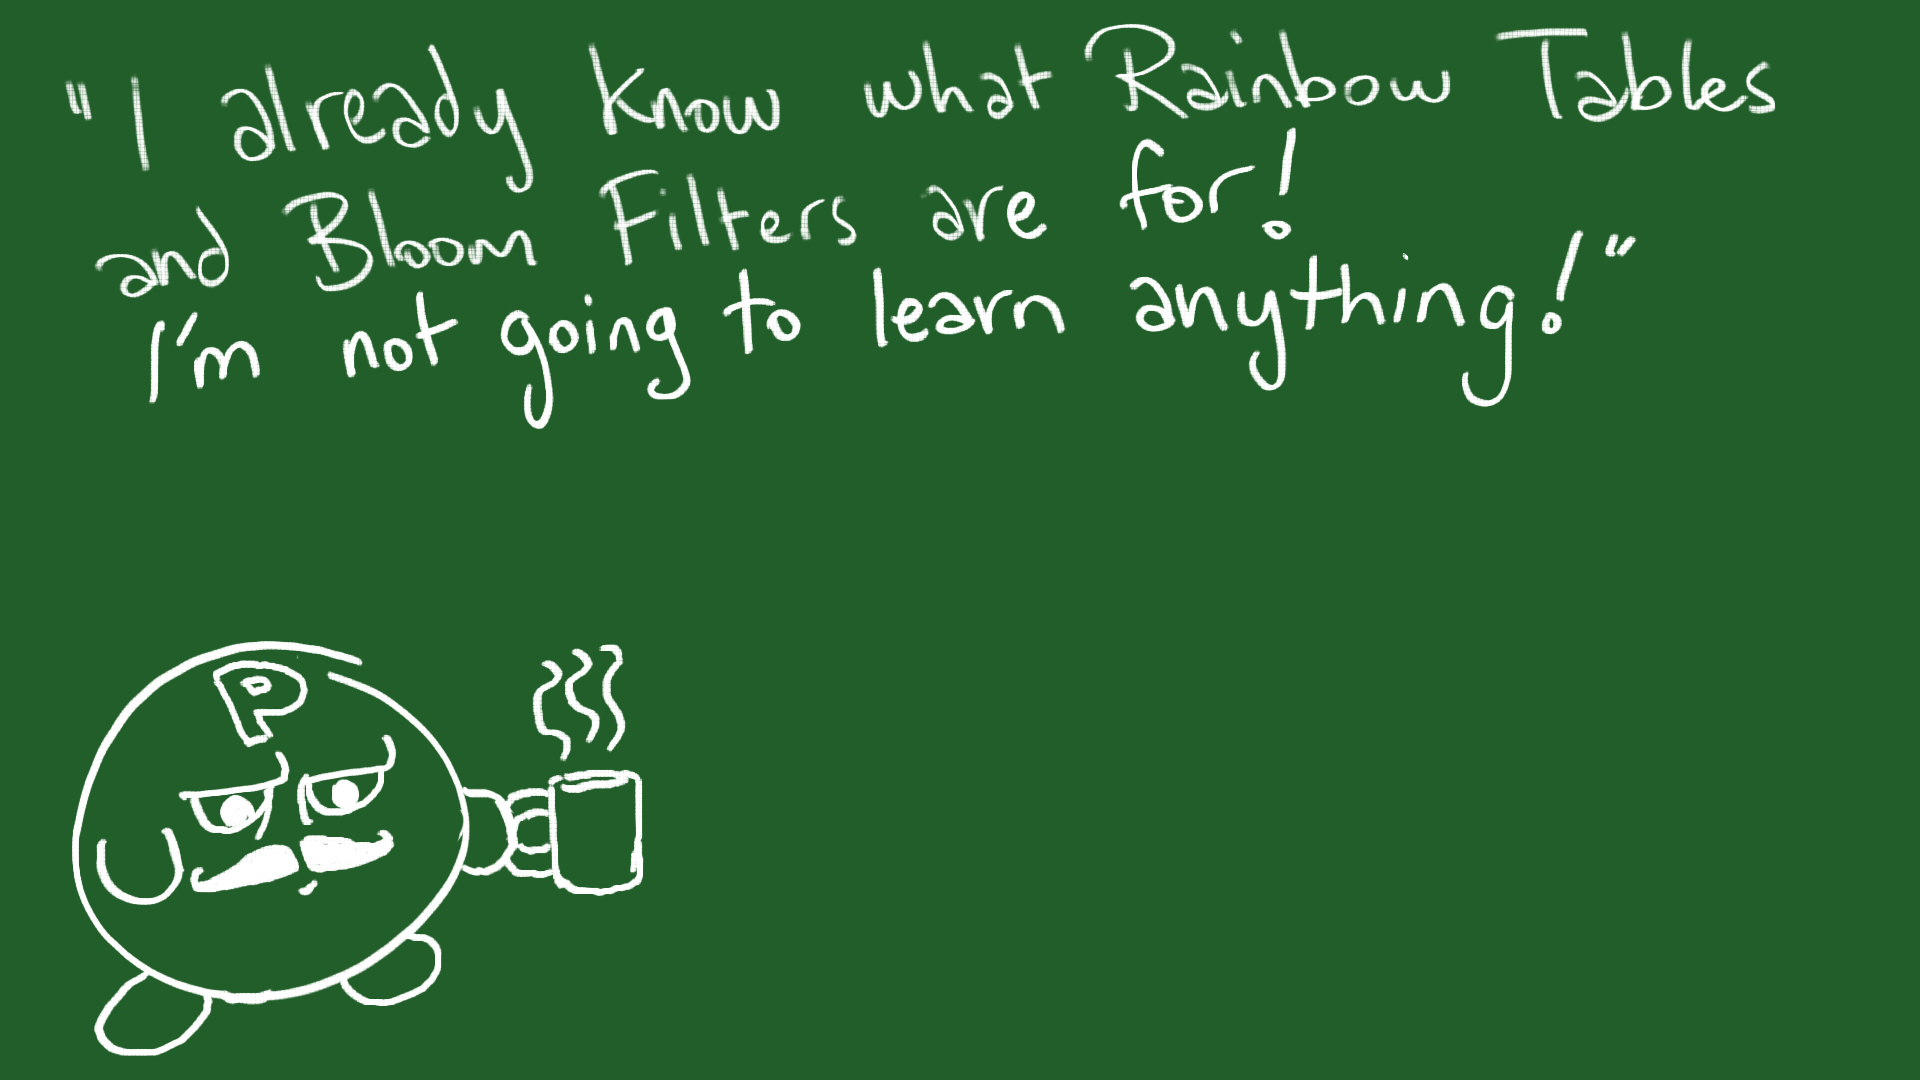 "I already know what Rainbow Tables
and Bloom Filters are for!
I'm not going to learn anything!"
P